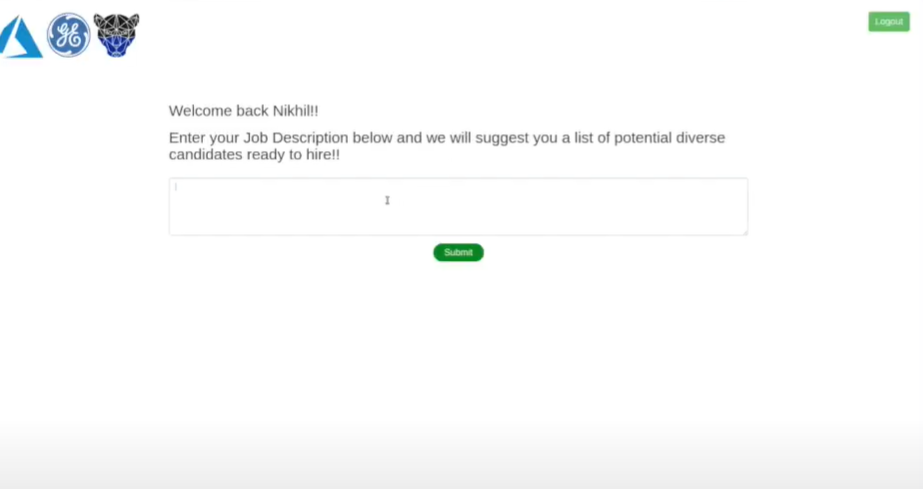 GE
Logout
Welcome back Nikhil!!
Enter your Job Description below and we will suggest you a list of potential diverse
candidates ready to hire!!
Submit